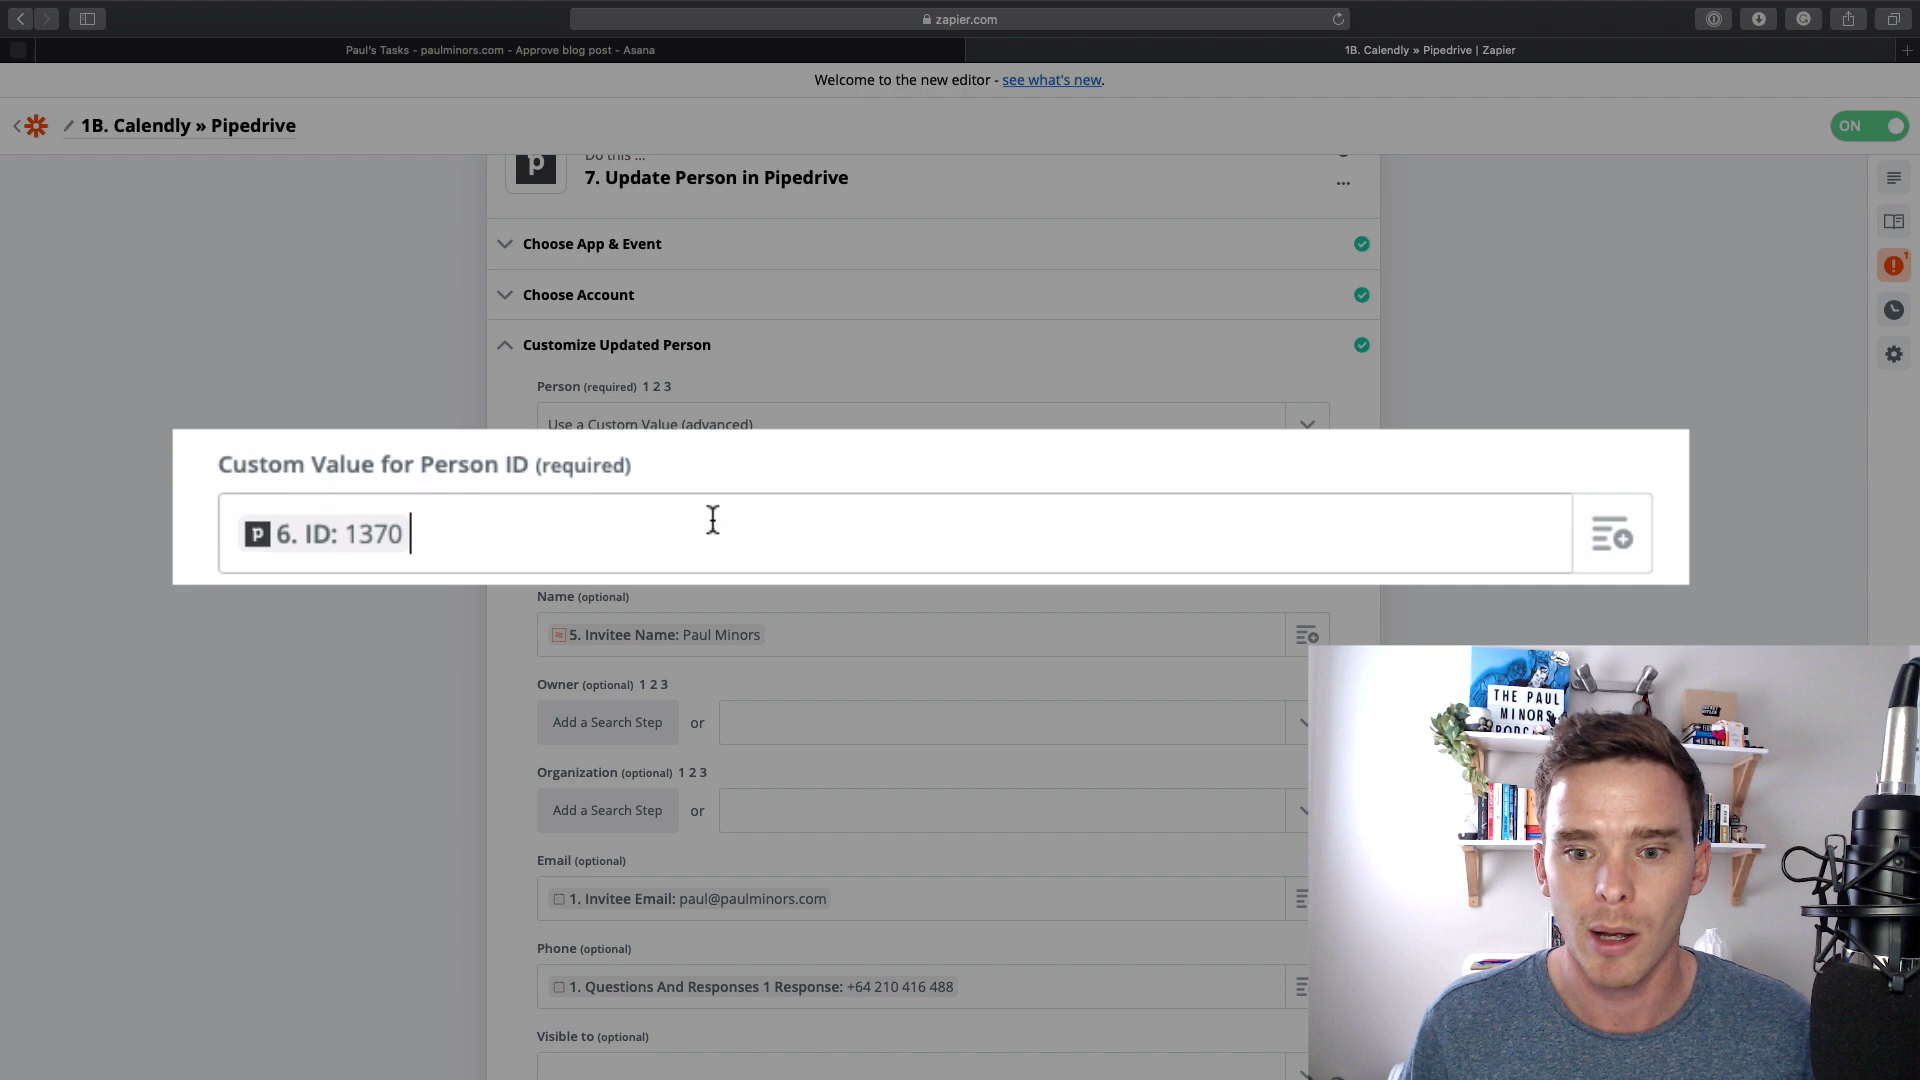 zapier.com
Paul's Tasks - paulminors.com - Approve blog post - Asana
1B. Calendly » Pipedrive | Zapier
Welcome to the new editor - see what's new.
1B. Calendly » Pipedrive
ON
Do this ...
7. Update Person in Pipedrive
Choose App & Event
Choose Account
1
Customize Updated Person
Person (required) 1 2 3
Use a Custom Value (advanced)
Custom Value for Person ID (required)
p 6. ID: 1370
Name (optional)
5. Invitee Name: Paul Minors
Owner (optional) 1 2 3
Add a Search Step or
Organization (optional) 1 2 3
Add a Search Step or
Email (optional)
1. Invitee Email: paul@paulminors.com
Phone (optional)
1. Questions And Responses 1 Response: +64 210 416 488
Visible to (optional)
THE PAUL
MINORS
PODC